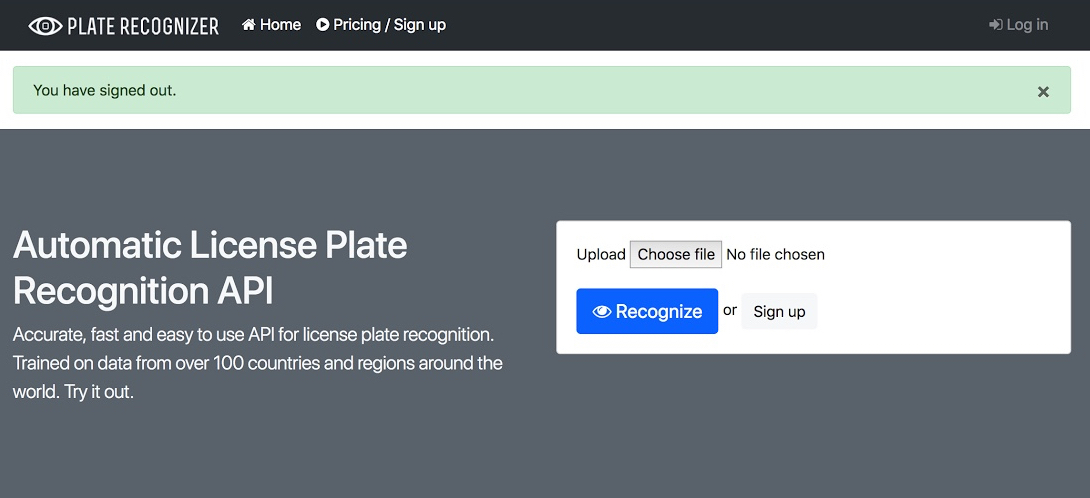 PLATE RECOGNIZER Home Pricing / Sign up Log in
You have signed out. ×
Automatic License Plate
Recognition API
Accurate, fast and easy to use API for license plate recognition.
Trained on data from over 100 countries and regions around the
world. Try it out.
Upload Choose file No file chosen
Recognize or Sign up